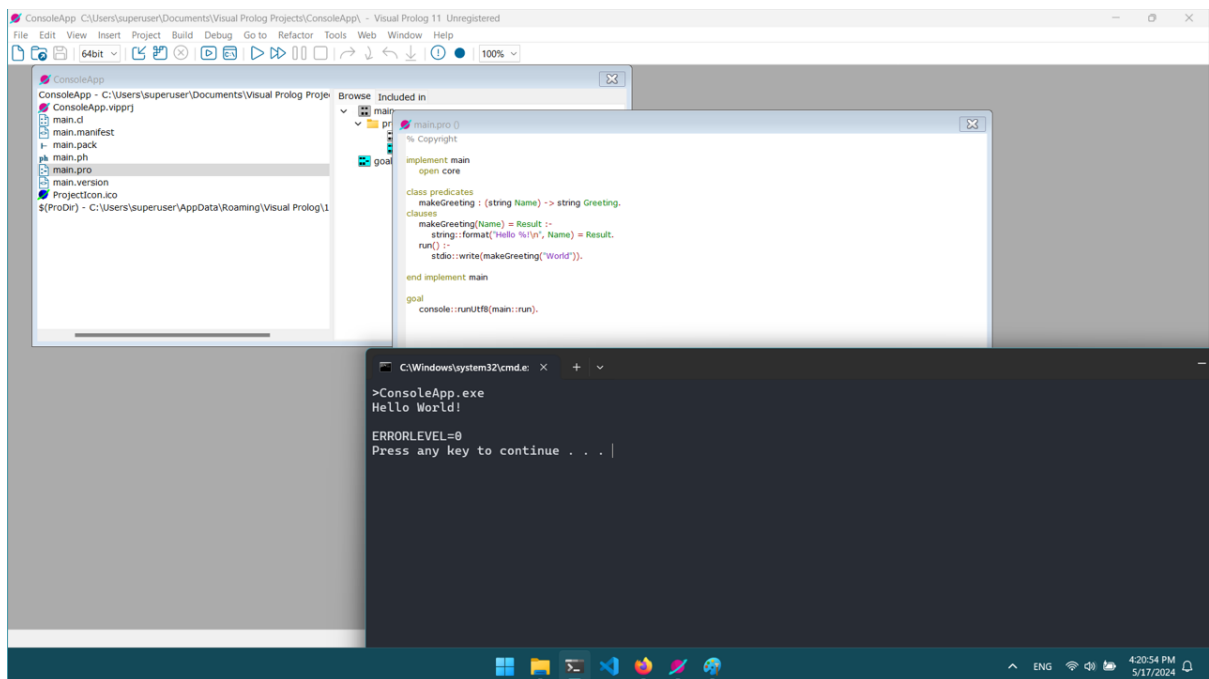 ConsoleApp C:\Users\superuser\Documents\Visual Prolog Projects\ConsoleApp\ - Visual Prolog 11 Unregistered
File Edit View Insert Project Build Debug Go to Refactor Tools Web Window Help
64bit 100%
ConsoleApp
ConsoleApp - C:\Users\superuser\Documents\Visual Prolog Proje
ConsoleApp.vipprj
main.cl
main.manifest
main.pack
main.ph
main.pro
main.version
ProjectIcon.ico
$(ProDir) - C:\Users\superuser\AppData\Roaming\Visual Prolog\1
Browse Included in
main
pr
goal
main.pro ()
% Copyright
implement main
open core
class predicates
makeGreeting : (string Name) -> string Greeting.
clauses
makeGreeting(Name) = Result :-
string::format("Hello %!\n", Name) = Result.
run() :-
stdio::write(makeGreeting("World")).
end implement main
goal
console::runUtf8(main::run).
C:\Windows\system32\cmd.e:
>ConsoleApp.exe
Hello World!
ERRORLEVEL=0
Press any key to continue . . .
ENG
4:20:54 PM
5/17/2024